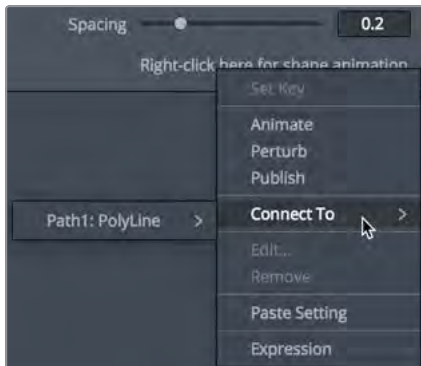 Spacing 0.2
Right-click here for shape animation
Set Key
Animate
Perturb
Publish
Path1: PolyLine >
Connect To >
Edit...
Remove
Paste Setting
Expression